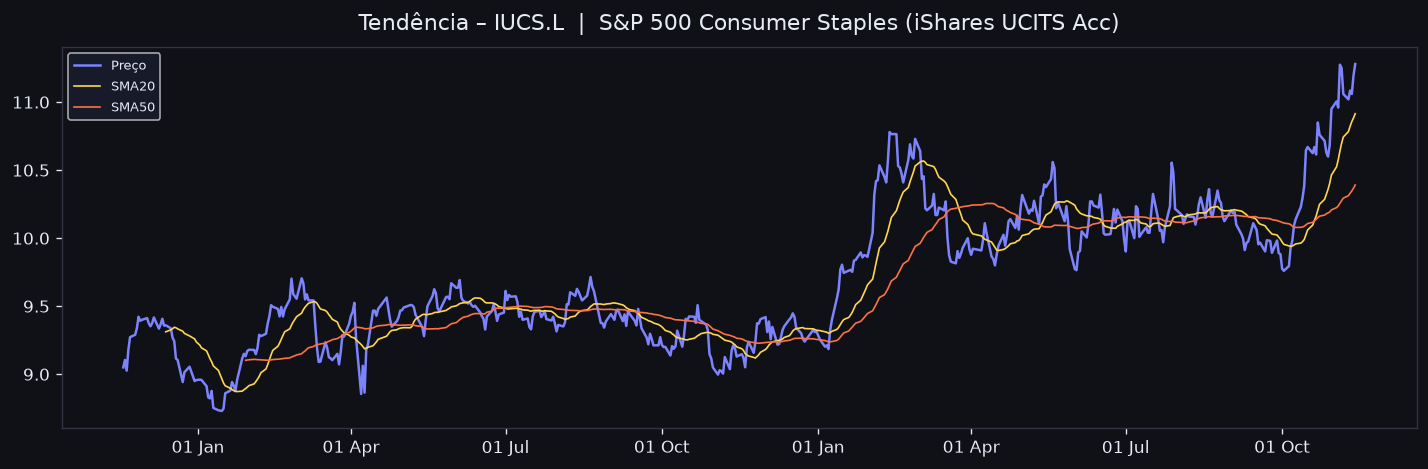 Tendência – IUCS.L | S&P 500 Consumer Staples (iShares UCITS Acc)
Preço
SMA20
SMA50
11.0
10.5
10.0
9.5
9.0
01 Jan
01 Apr
01 Jul
01 Oct
01 Jan
01 Apr
01 Jul
01 Oct